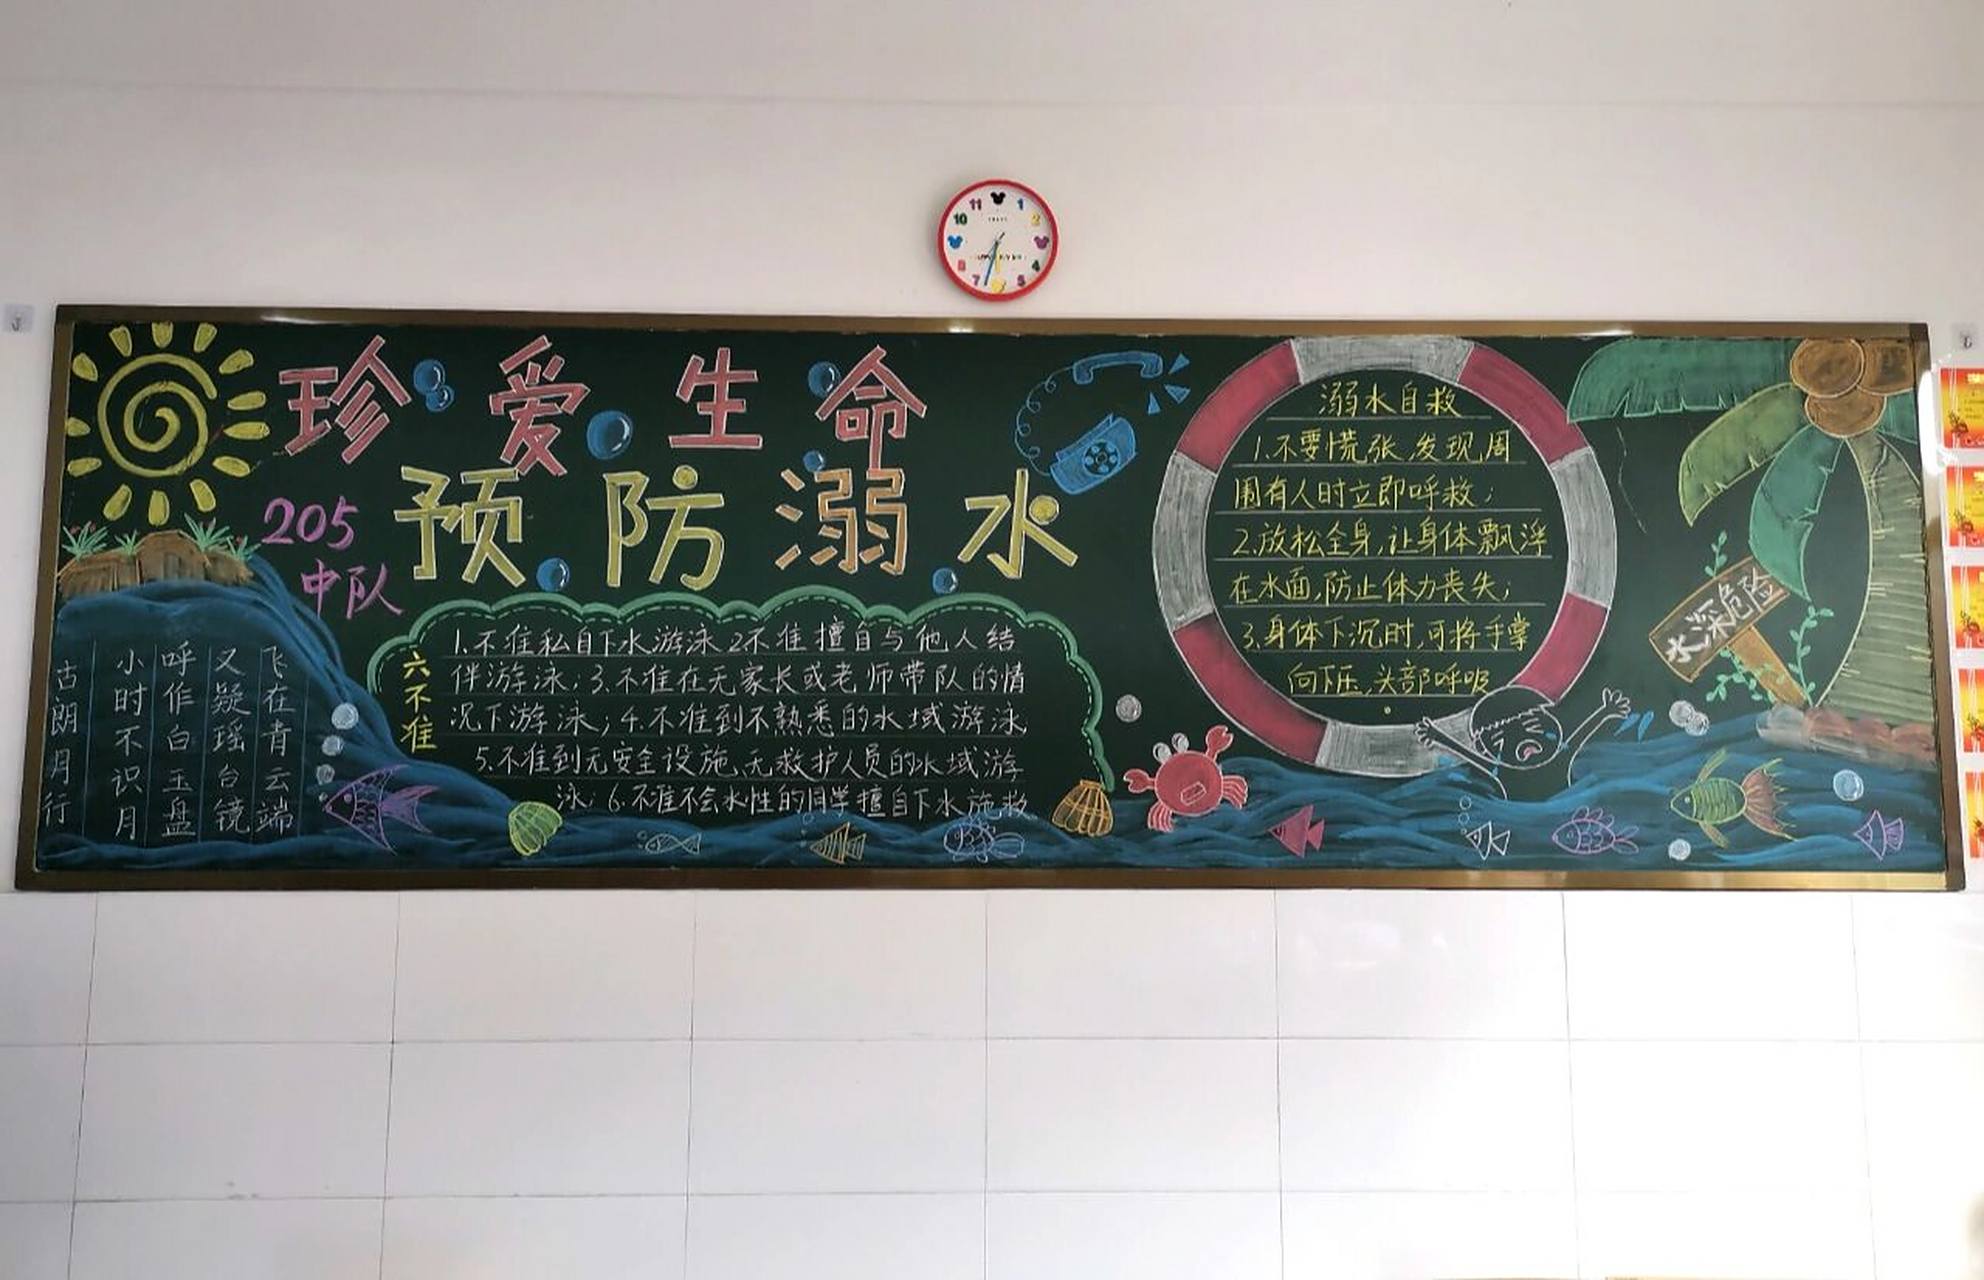 11
1
10
2
8
4
7
5
珍爱生命
预防溺水
205
中队
古朗月行
小时不识月
呼作白玉盘
又疑瑶台镜
飞在青云端
六不准
1.不准私自下水游泳2不准擅自与他人结
伴游泳；3.不准在无家长或老师带队的情
况下游泳；4.不准到不熟悉的水域游泳
5.不准到无安全设施、无救护人员的水域游
泳；6.不准不会水性的同学擅自下水施救
溺水自救
1.不要慌张,发现周
围有人时立即呼救；
2.放松全身,让身体飘浮
在水面,防止体力丧失；
3.身体下沉时,可将手掌
向下压,头部呼吸
。
水深危险